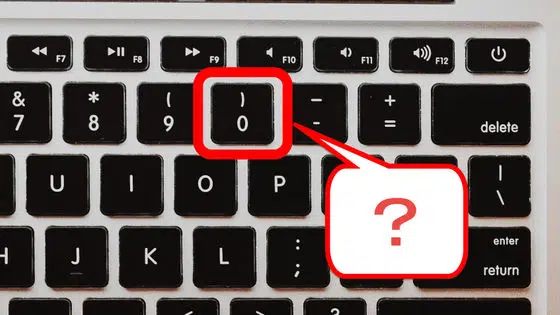 F7 F8 F9 F10 F11 F12
& * ( ) – +
7 8 9 0 - = delete
U I O P | \
H J K L : ; enter
return
?
?